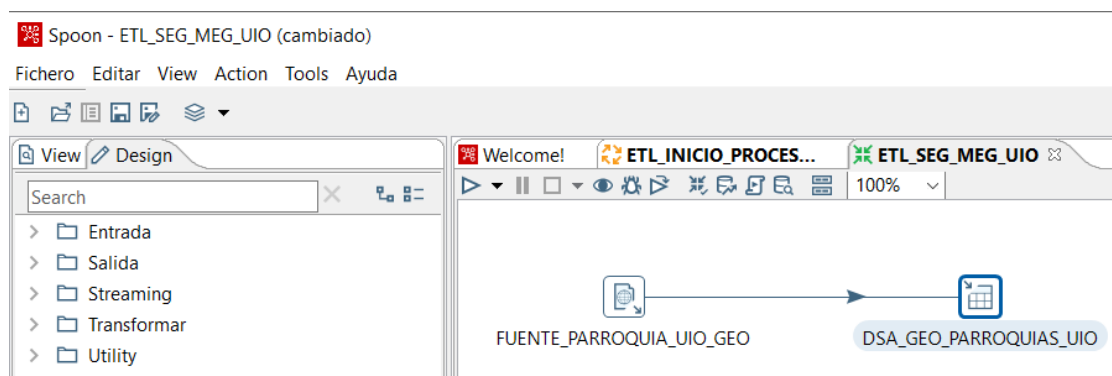 Spoon - ETL_SEG_MEG_UIO (cambiado)
Fichero Editar View Action Tools Ayuda
View Design
Welcome! ETL_INICIO_PROCES... ETL_SEG_MEG_UIO
Search
100%
Entrada
Salida
Streaming
Transformar
Utility
FUENTE_PARROQUIA_UIO_GEO
DSA_GEO_PARROQUIAS_UIO